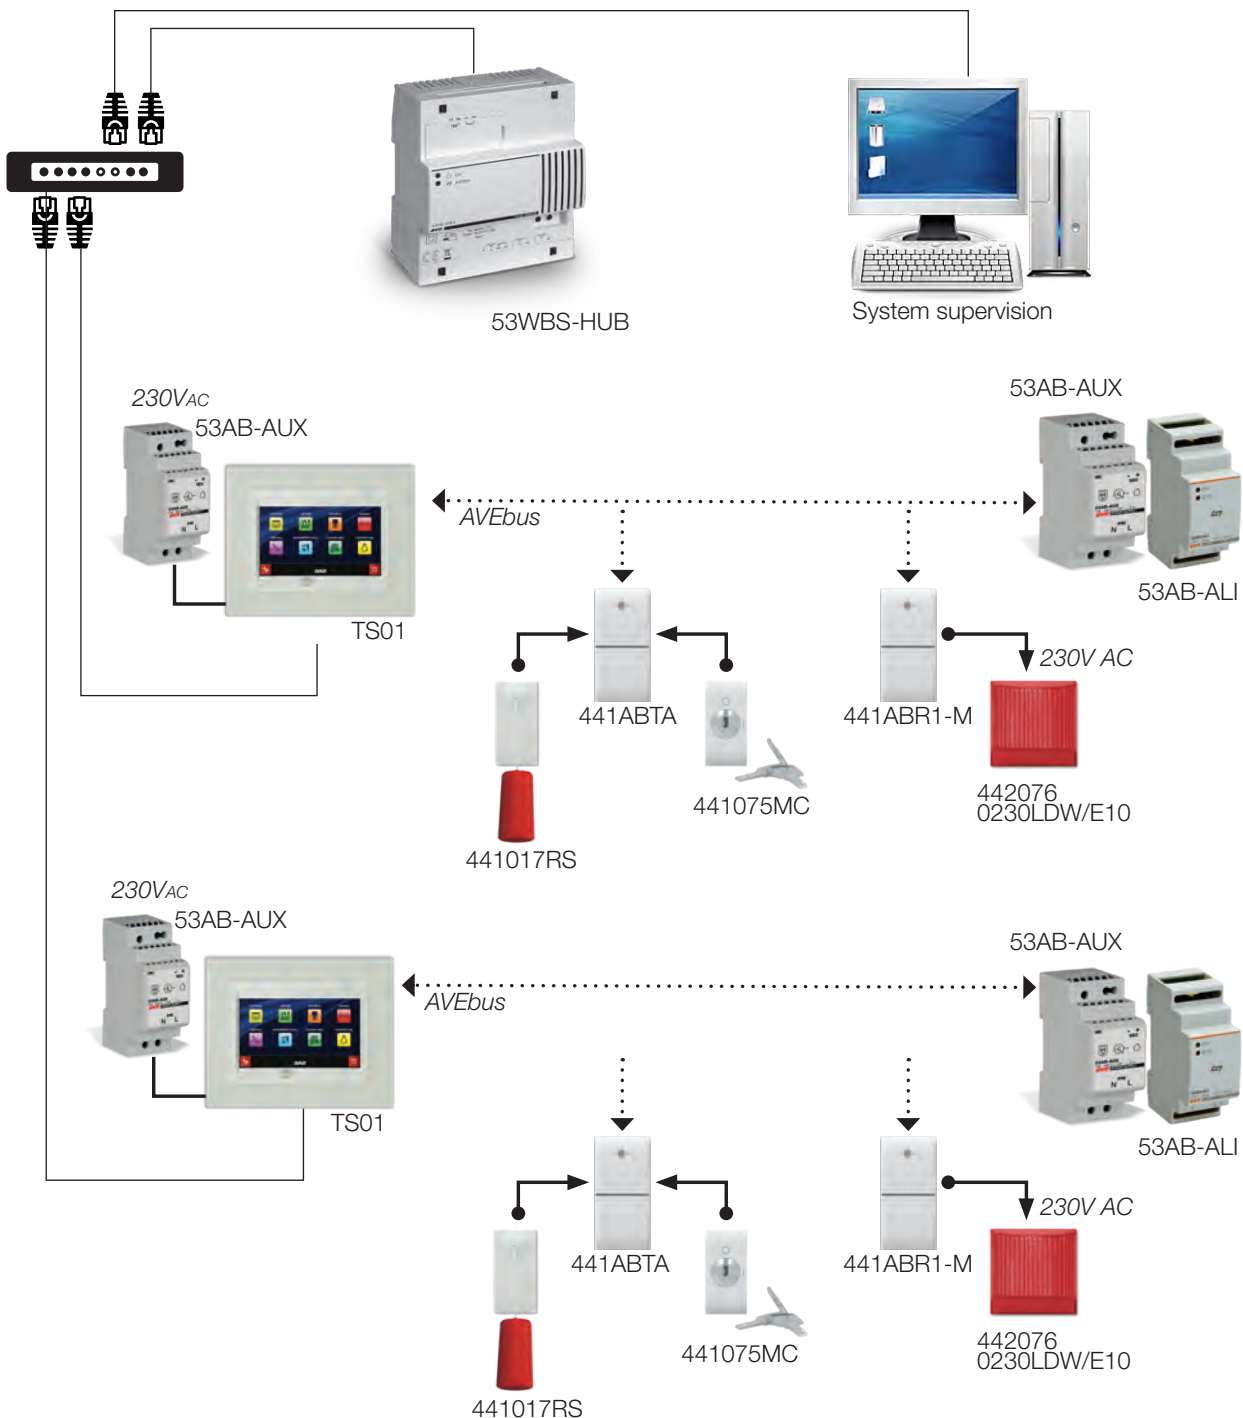 53WBS-HUB
System supervision
230VAC
53AB-AUX
53AB-AUX
AVEbus
53AB-ALI
TS01
230V AC
441ABTA
441ABR1-M
441075MC
442076
0230LDW/E10
441017RS
230VAC
53AB-AUX
53AB-AUX
AVEbus
TS01
53AB-ALI
230V AC
441ABTA
441ABR1-M
441075MC
442076
0230LDW/E10
441017RS